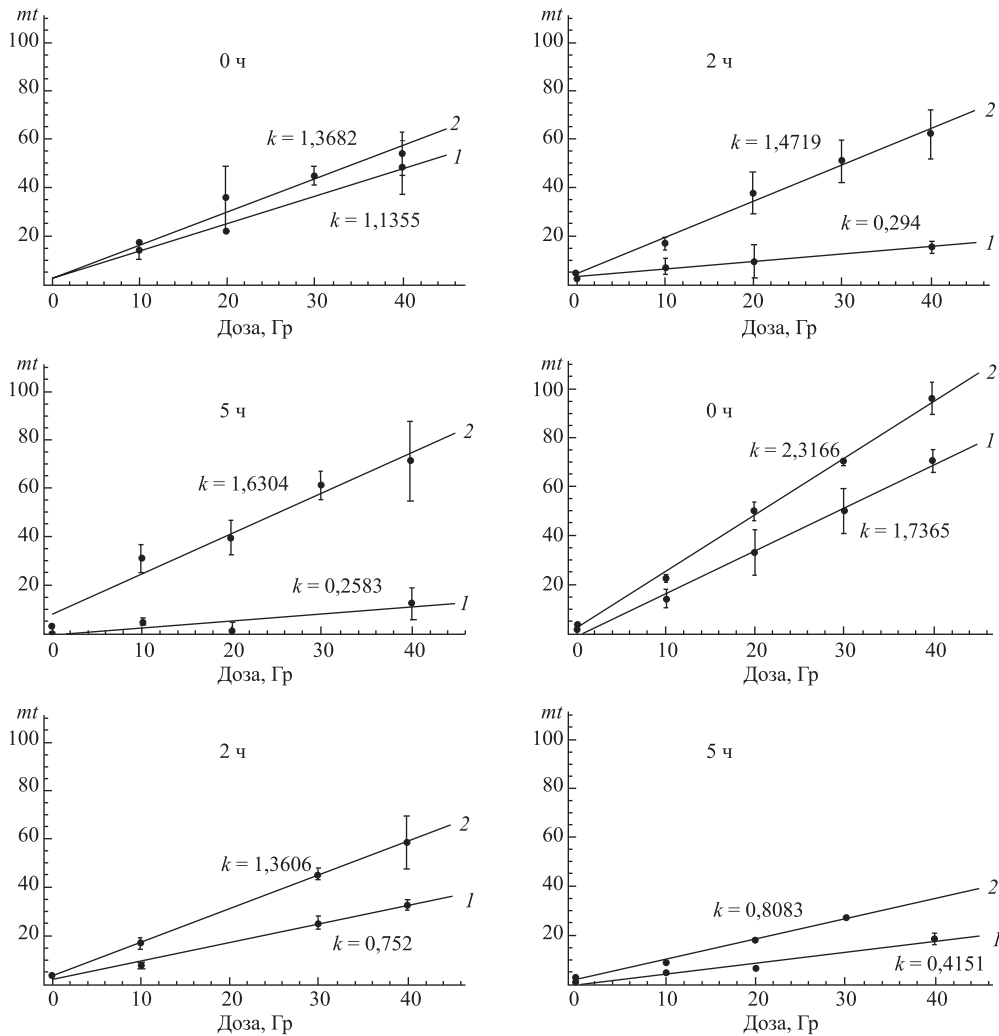 mt
100
80
60
40
20
0 ч
k = 1,3682
2
1
k = 1,1355
0 10 20 30 40
Доза, Гр
mt
100
80
60
40
20
2 ч
k = 1,4719
2
k = 0,294
1
0 10 20 30 40
Доза, Гр
mt
100
80
60
40
20
5 ч
2
k = 1,6304
k = 0,2583
1
0 10 20 30 40
Доза, Гр
mt
100
80
60
40
20
0 ч
2
1
k = 2,3166
k = 1,7365
0 10 20 30 40
Доза, Гр
mt
100
80
60
40
20
2 ч
2
k = 1,3606
1
k = 0,752
0 10 20 30 40
Доза, Гр
mt
100
80
60
40
20
5 ч
2
k = 0,8083
1
k = 0,4151
0 10 20 30 40
Доза, Гр